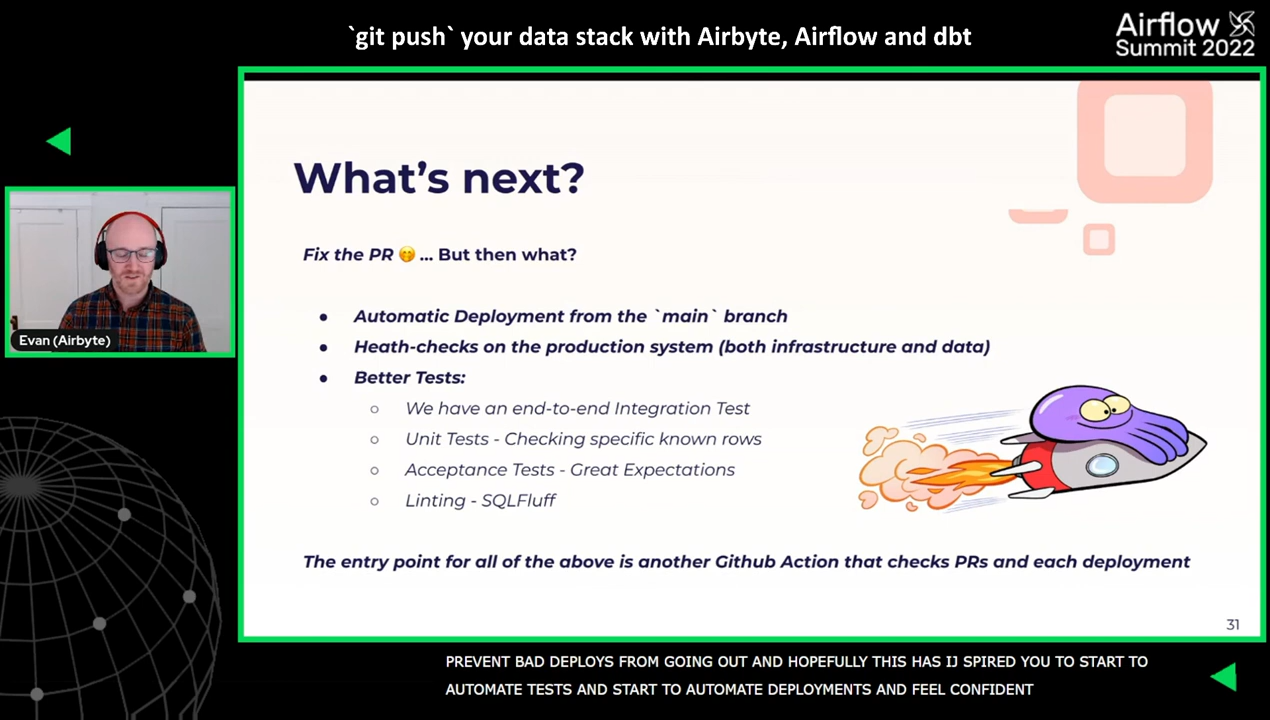 `git push` your data stack with Airbyte, Airflow and dbt
Airflow
Summit 2022
What's next?
Fix the PR 🤭 ... But then what?
● Automatic Deployment from the `main` branch
● Heath-checks on the production system (both infrastructure and data)
● Better Tests:
○ We have an end-to-end Integration Test
○ Unit Tests - Checking specific known rows
○ Acceptance Tests - Great Expectations
○ Linting - SQLFluff
The entry point for all of the above is another Github Action that checks PRs and each deployment
31
Evan (Airbyte)
PREVENT BAD DEPLOYS FROM GOING OUT AND HOPEFULLY THIS HAS IJ SPIRED YOU TO START TO
AUTOMATE TESTS AND START TO AUTOMATE DEPLOYMENTS AND FEEL CONFIDENT